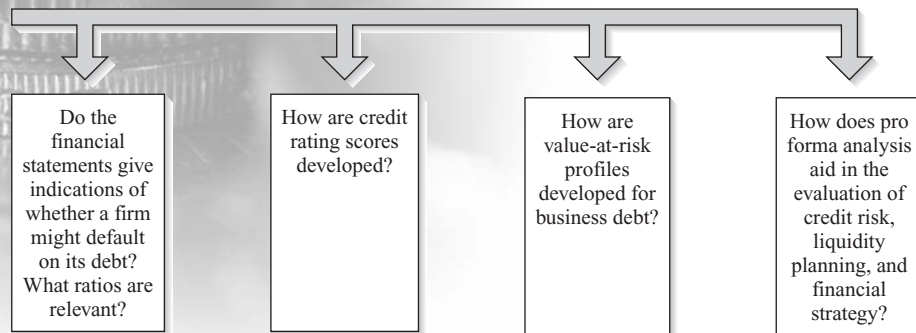 Do the
financial
statements give
indications of
whether a firm
might default
on its debt?
What ratios are
relevant?
How are credit
rating scores
developed?
How are
value-at-risk
profiles
developed for
business debt?
How does pro
forma analysis
aid in the
evaluation of
credit risk,
liquidity
planning, and
financial
strategy?